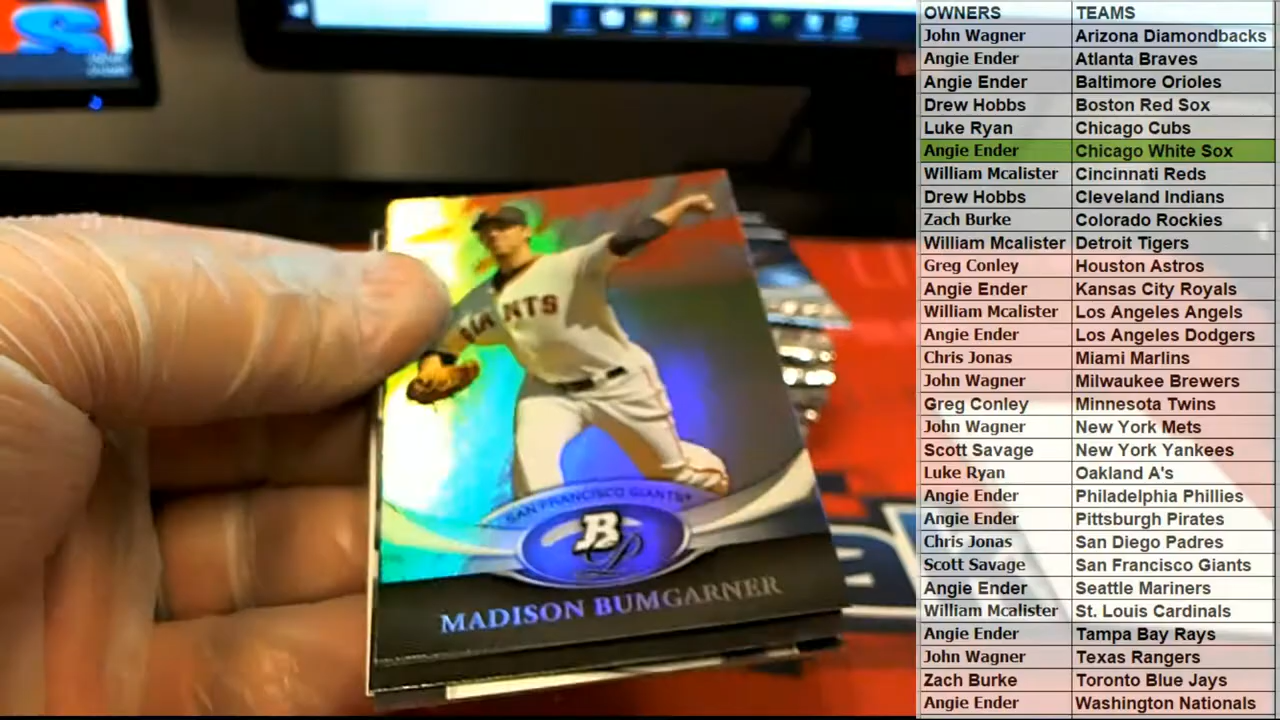 GIANTS
SAN FRANCISCO GIANTS
B
P
MADISON BUMGARNER
OWNERS TEAMS
John Wagner Arizona Diamondbacks
Angie Ender Atlanta Braves
Angie Ender Baltimore Orioles
Drew Hobbs Boston Red Sox
Luke Ryan Chicago Cubs
Angie Ender Chicago White Sox
William Mcalister Cincinnati Reds
Drew Hobbs Cleveland Indians
Zach Burke Colorado Rockies
William Mcalister Detroit Tigers
Greg Conley Houston Astros
Angie Ender Kansas City Royals
William Mcalister Los Angeles Angels
Angie Ender Los Angeles Dodgers
Chris Jonas Miami Marlins
John Wagner Milwaukee Brewers
Greg Conley Minnesota Twins
John Wagner New York Mets
Scott Savage New York Yankees
Luke Ryan Oakland A's
Angie Ender Philadelphia Phillies
Angie Ender Pittsburgh Pirates
Chris Jonas San Diego Padres
Scott Savage San Francisco Giants
Angie Ender Seattle Mariners
William Mcalister St. Louis Cardinals
Angie Ender Tampa Bay Rays
John Wagner Texas Rangers
Zach Burke Toronto Blue Jays
Angie Ender Washington Nationals